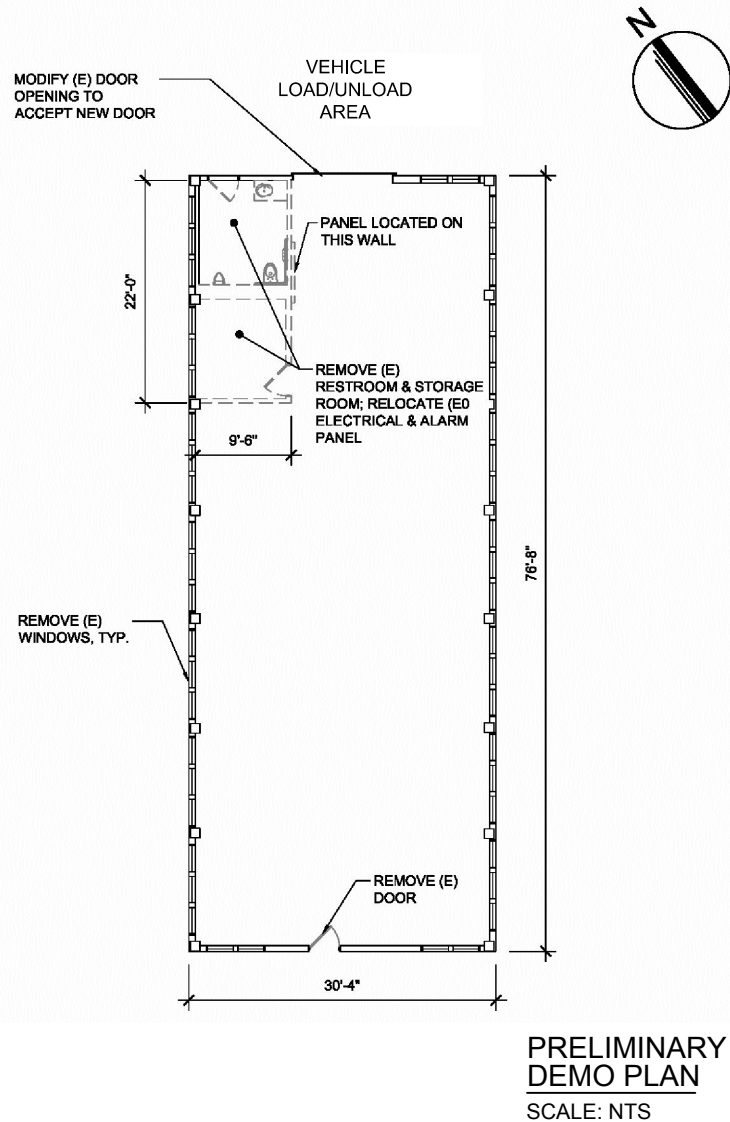 N
VEHICLE
LOAD/UNLOAD
AREA
MODIFY (E) DOOR
OPENING TO
ACCEPT NEW DOOR
PANEL LOCATED ON
THIS WALL
22'-0"
REMOVE (E)
RESTROOM & STORAGE
ROOM; RELOCATE (E0
ELECTRICAL & ALARM
PANEL
9'-6"
76'-8"
REMOVE (E)
WINDOWS, TYP.
REMOVE (E)
DOOR
30'-4"
PRELIMINARY
DEMO PLAN
SCALE: NTS